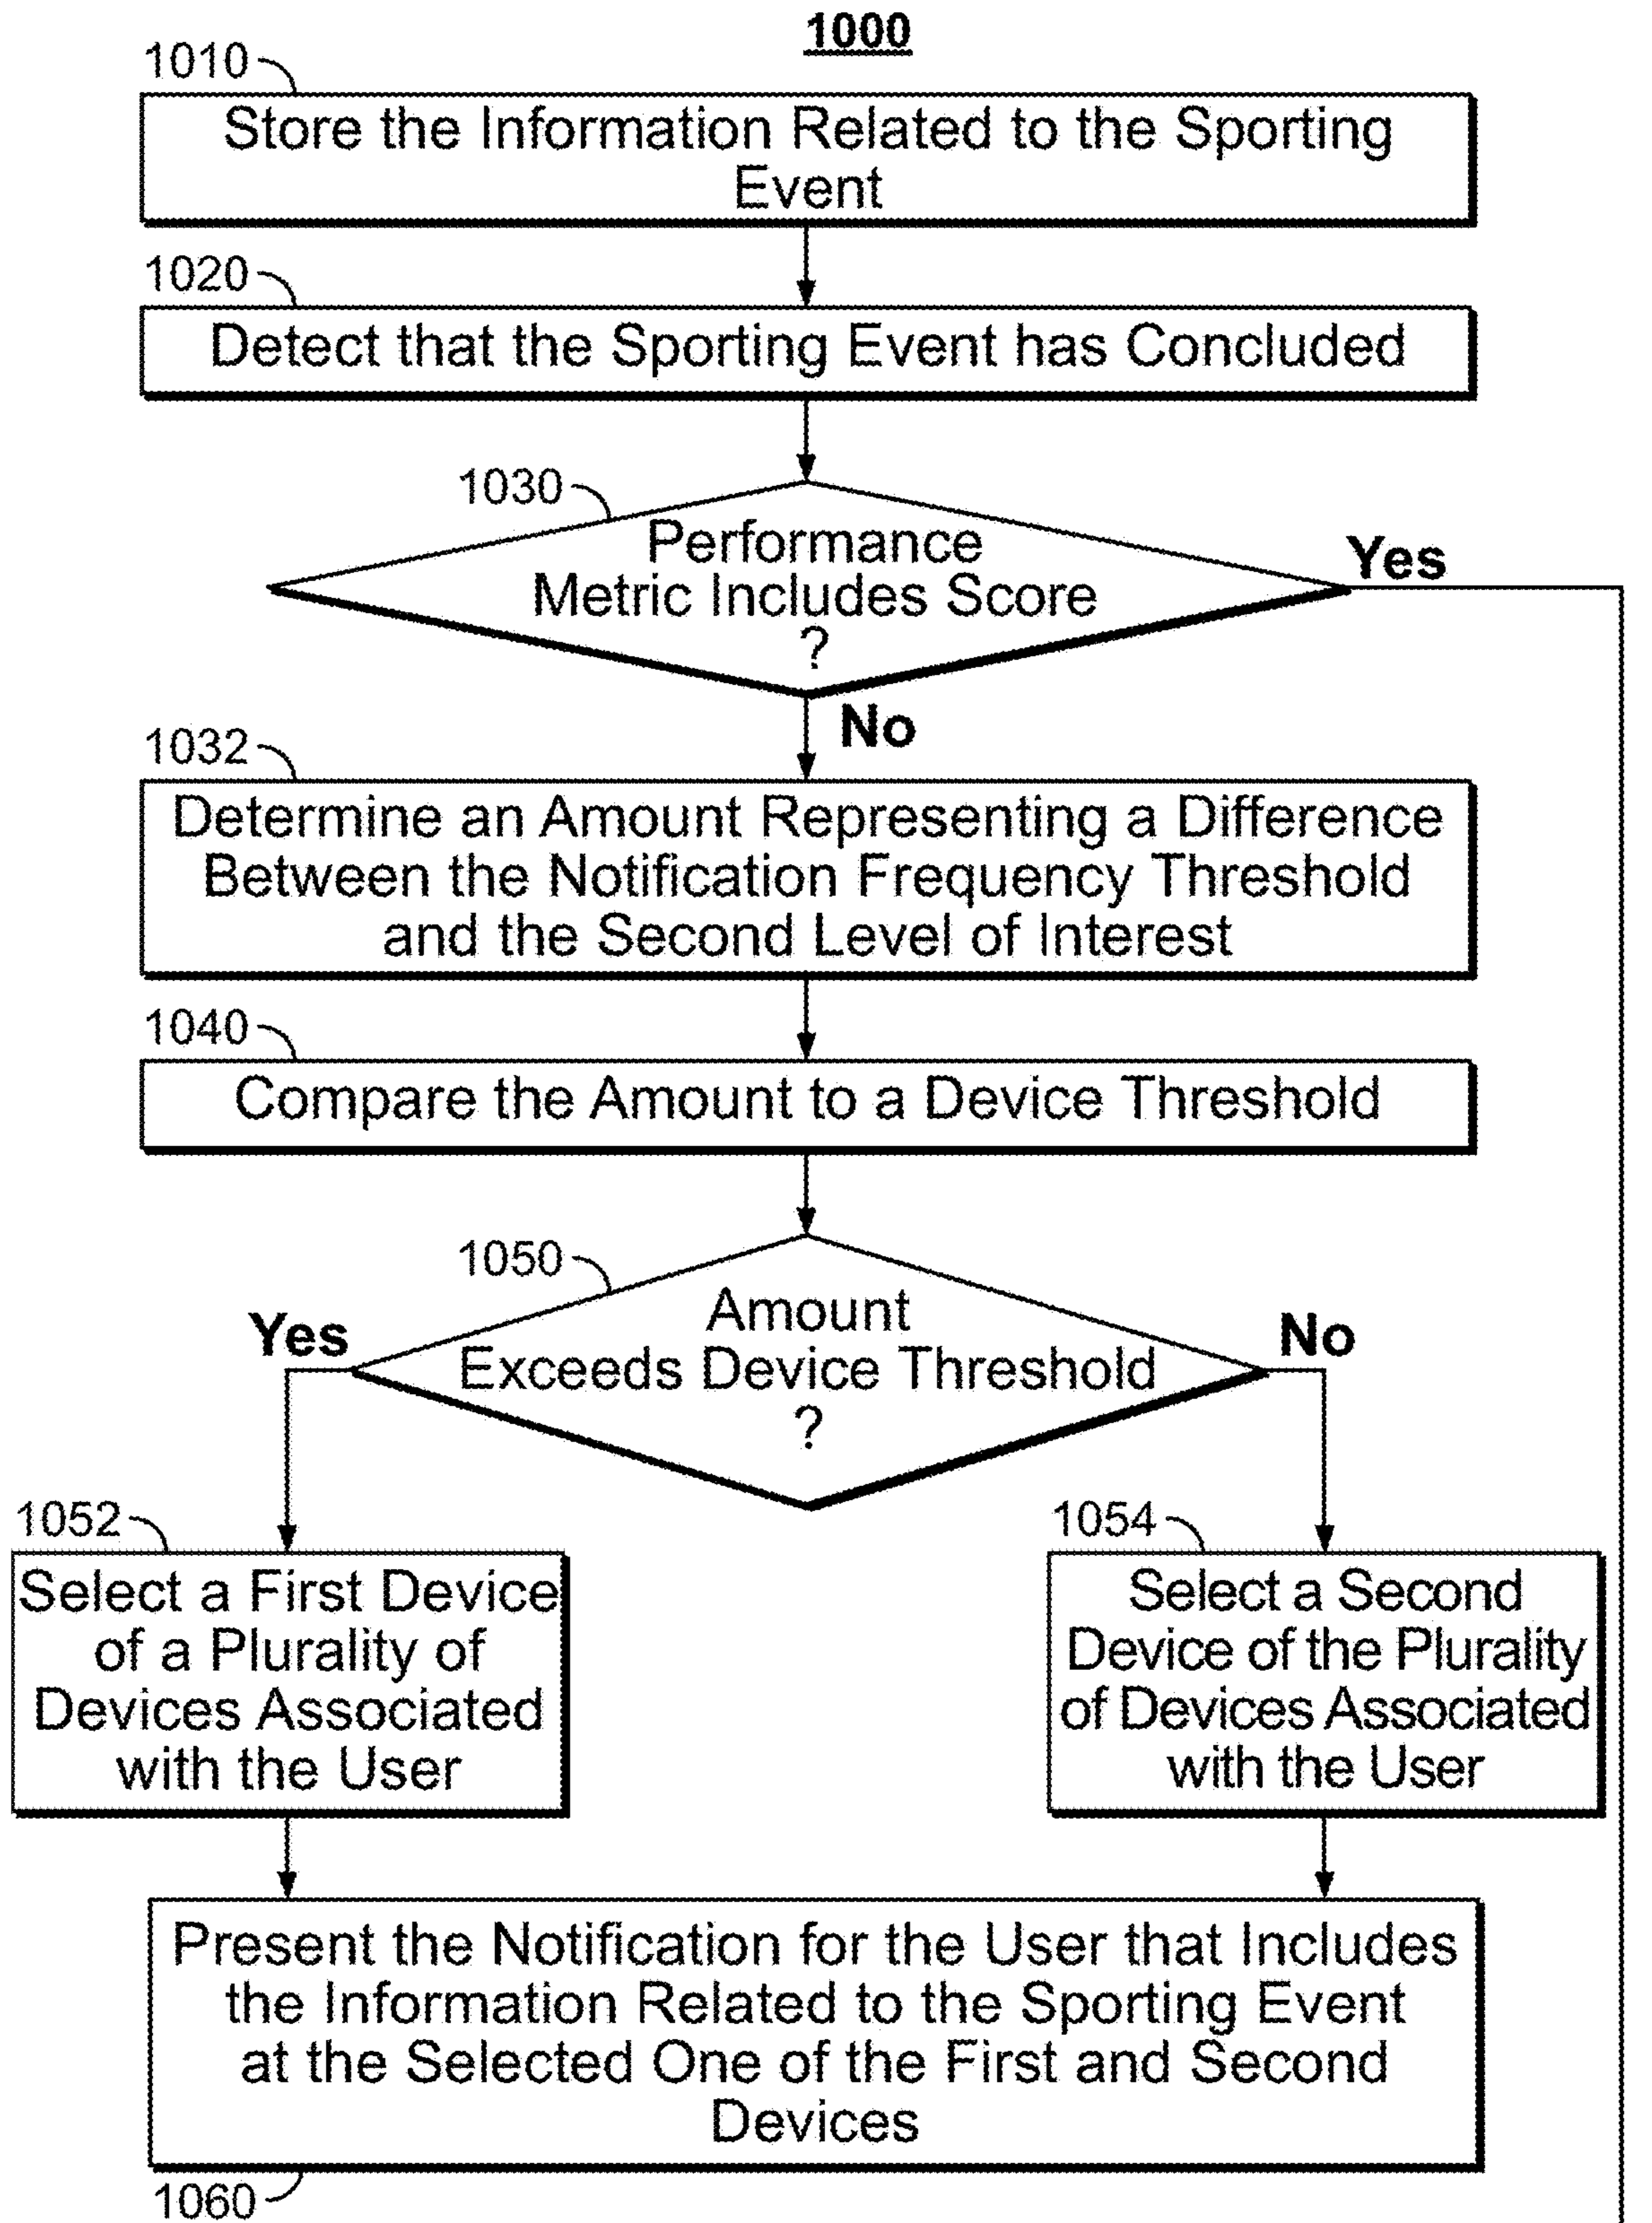 1000
1010
Store the Information Related to the Sporting
Event
1020
Detect that the Sporting Event has Concluded
1030
Performance
Metric Includes Score
?
Yes
No
1032
Determine an Amount Representing a Difference
Between the Notification Frequency Threshold
and the Second Level of Interest
1040
Compare the Amount to a Device Threshold
1050
Amount
Exceeds Device Threshold
?
Yes
No
1052
Select a First Device
of a Plurality of
Devices Associated
with the User
1054
Select a Second
Device of the Plurality
of Devices Associated
with the User
Present the Notification for the User that Includes
the Information Related to the Sporting Event
at the Selected One of the First and Second
Devices
1060